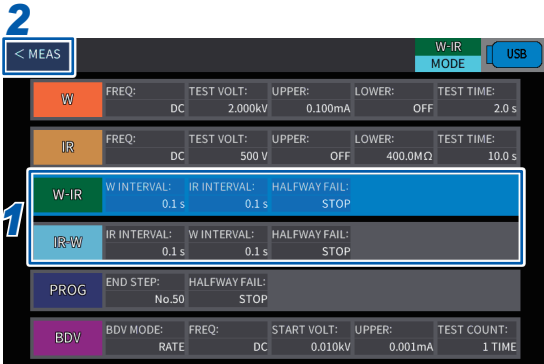 2
< MEAS
W-IR
MODE
USB
W
FREQ: TEST VOLT: UPPER: LOWER: TEST TIME:
DC 2.000kV 0.100mA OFF 2.0 s
IR
FREQ: TEST VOLT: UPPER: LOWER: TEST TIME:
DC 500 V OFF 400.0MΩ 10.0 s
1
W-IR
W INTERVAL: IR INTERVAL: HALFWAY FAIL:
0.1 s 0.1 s STOP
IR-W
IR INTERVAL: W INTERVAL: HALFWAY FAIL:
0.1 s 0.1 s STOP
PROG
END STEP: HALFWAY FAIL:
No.50 STOP
BDV
BDV MODE: FREQ: START VOLT: UPPER: TEST COUNT:
RATE DC 0.010kV 0.001mA 1 TIME